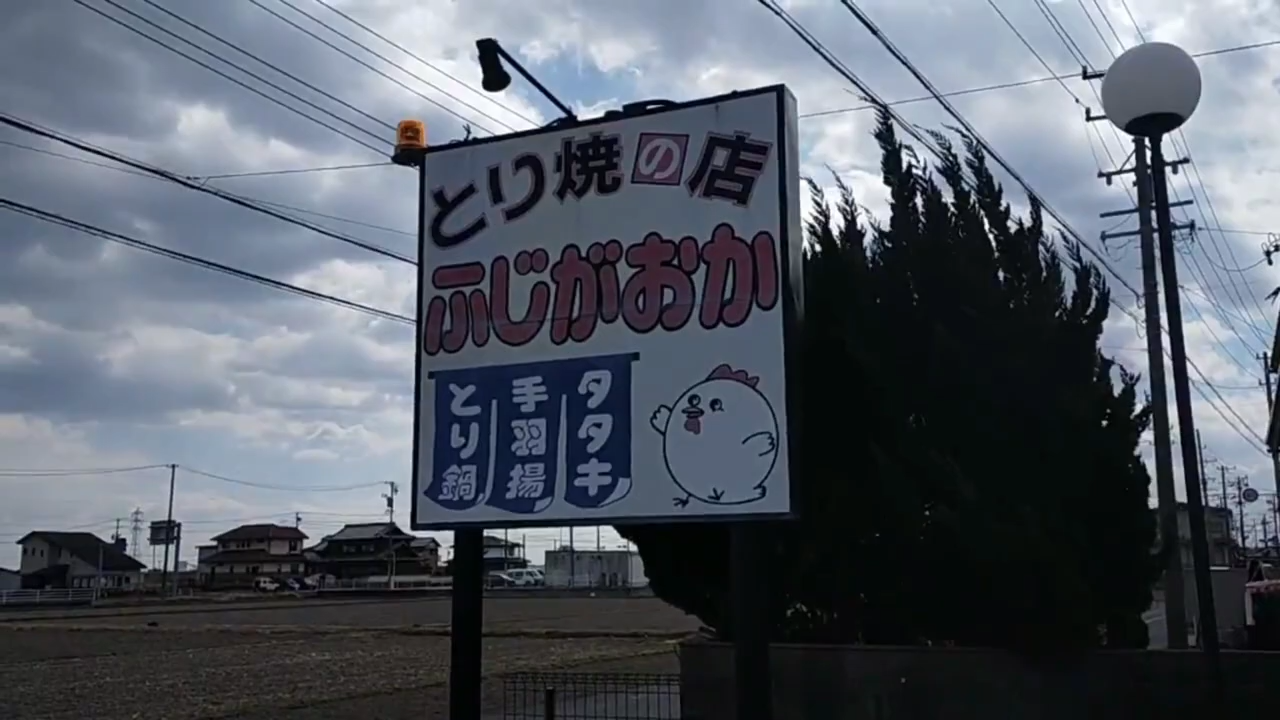 とり焼の店
ふじがおか
タタキ
手羽揚
とり鍋